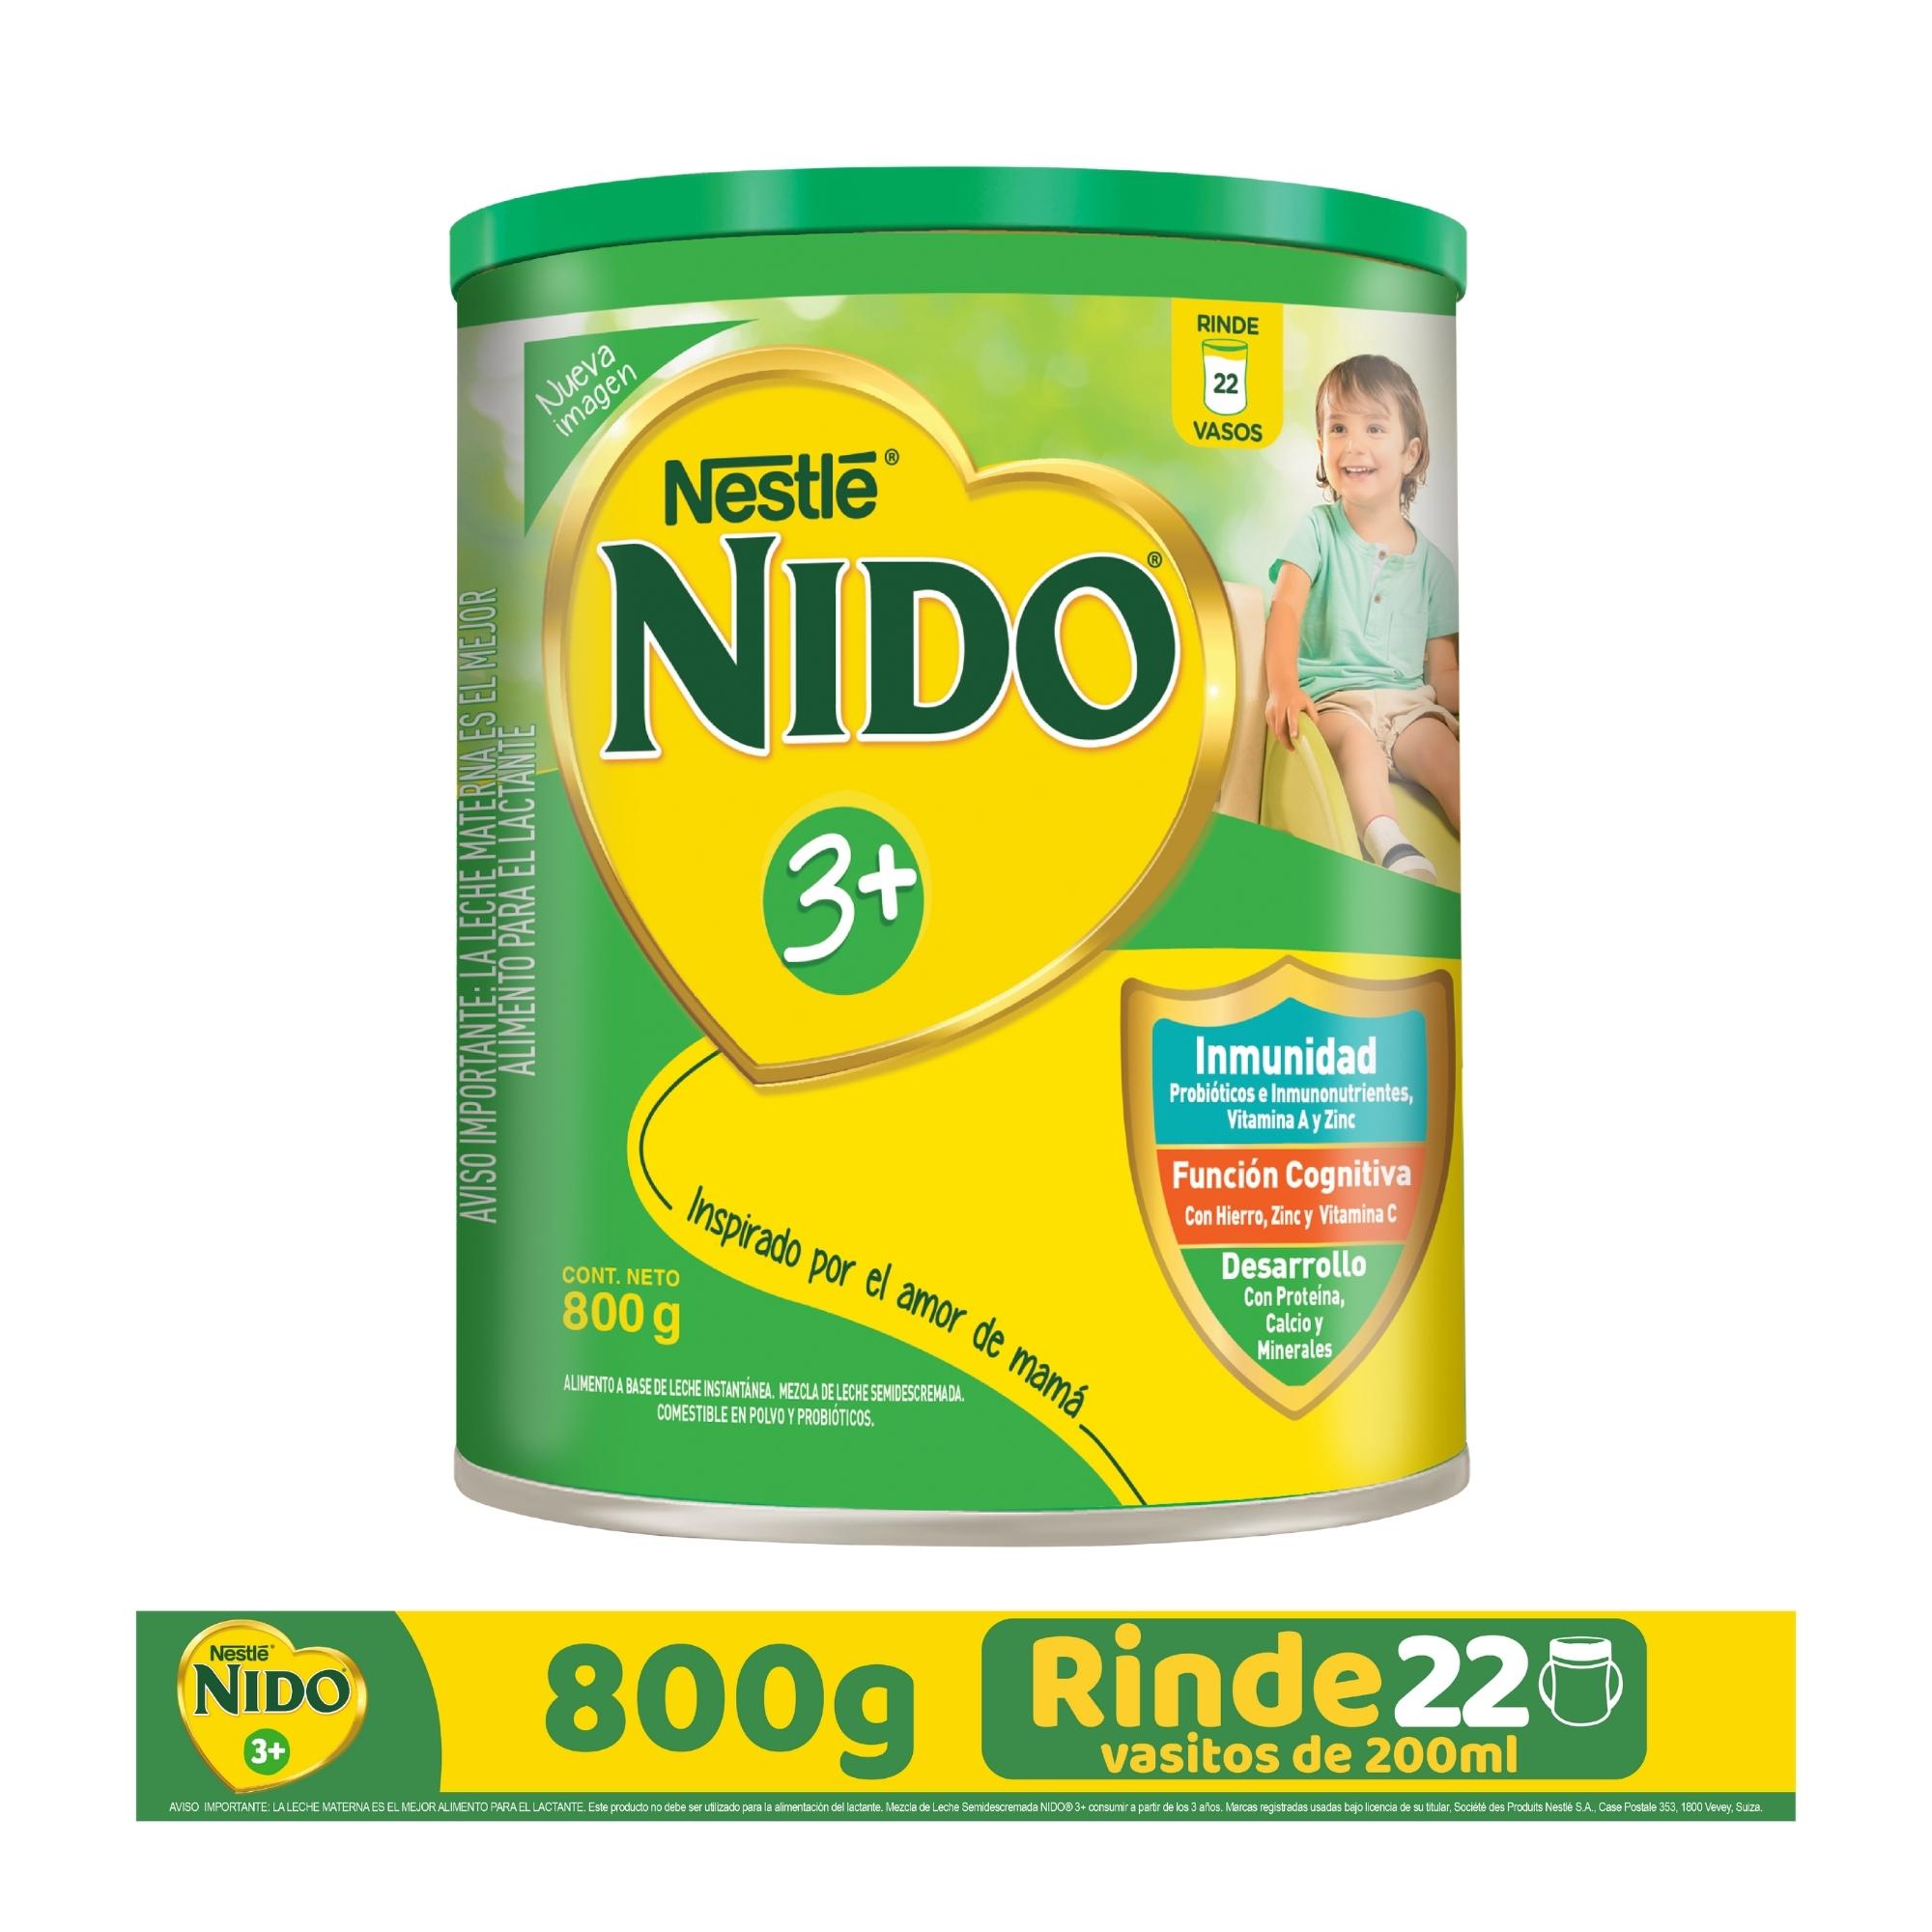 RINDE
22
VASOS
Nueva
imagen
Nestlé®
NIDO®
3+
AVISO IMPORTANTE: LA LECHE MATERNA ES EL MEJOR
ALIMENTO PARA EL LACTANTE
Inmunidad
Probióticos e Inmunonutrientes,
Vitamina A y Zinc
Función Cognitiva
Con Hierro, Zinc y Vitamina C
Desarrollo
Con Proteína,
Calcio y
Minerales
Inspirado por el amor de mamá
CONT. NETO
800 g
ALIMENTO A BASE DE LECHE INSTANTÁNEA. MEZCLA DE LECHE SEMIDESCREMADA.
COMESTIBLE EN POLVO Y PROBIÓTICOS.
Nestlé®
NIDO®
3+
800g
Rinde 22
vasitos de 200ml
AVISO IMPORTANTE: LA LECHE MATERNA ES EL MEJOR ALIMENTO PARA EL LACTANTE. Este producto no debe ser utilizado para la alimentación del lactante. Mezcla de Leche Semidescremada NIDO® 3+ consumir a partir de los 3 años. Marcas registradas usadas bajo licencia de su titular, Société des Produits Nestlé S.A., Case Postale 353, 1800 Vevey, Suiza.